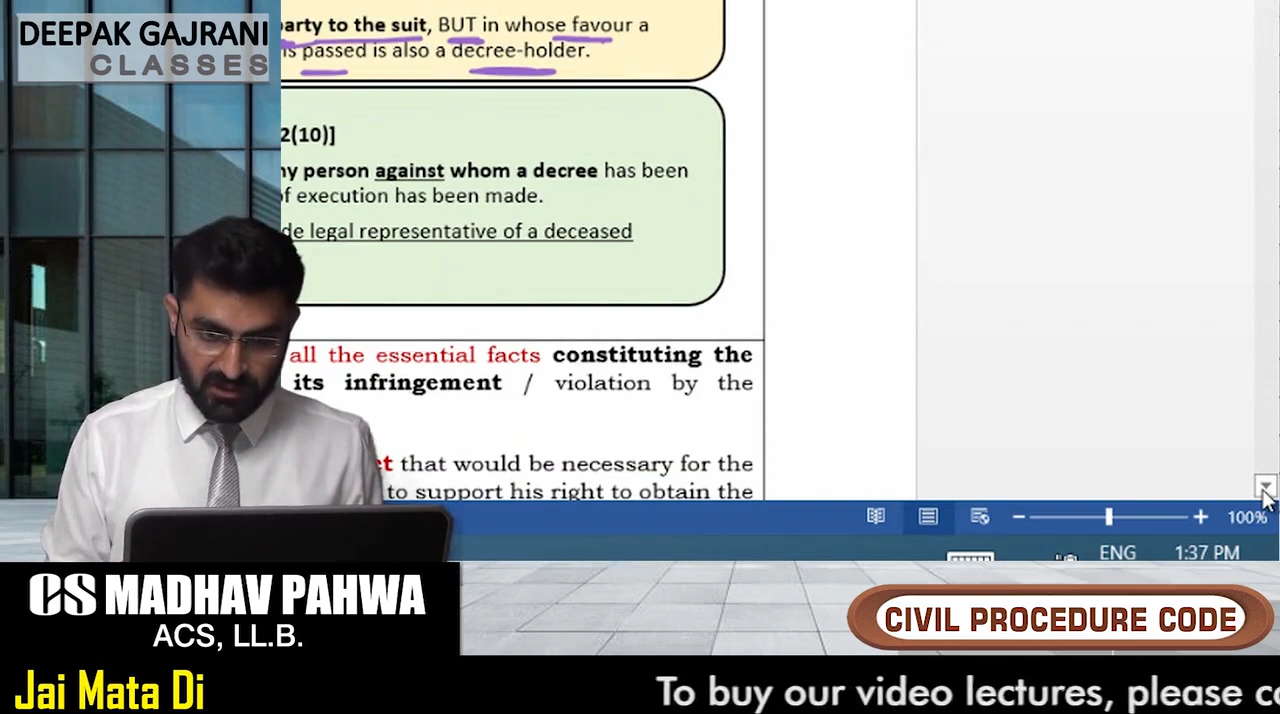 DEEPAK GAJRANI
CLASSES
party to the suit, BUT in whose favour a
is passed is also a decree-holder.
2(10)]
ny person against whom a decree has been
of execution has been made.
de legal representative of a deceased
all the essential facts constituting the
its infringement / violation by the
ct that would be necessary for the
to support his right to obtain the
100%
ENG 1:37 PM
CS MADHAV PAHWA
ACS, LL.B.
CIVIL PROCEDURE CODE
Jai Mata Di
To buy our video lectures, please co